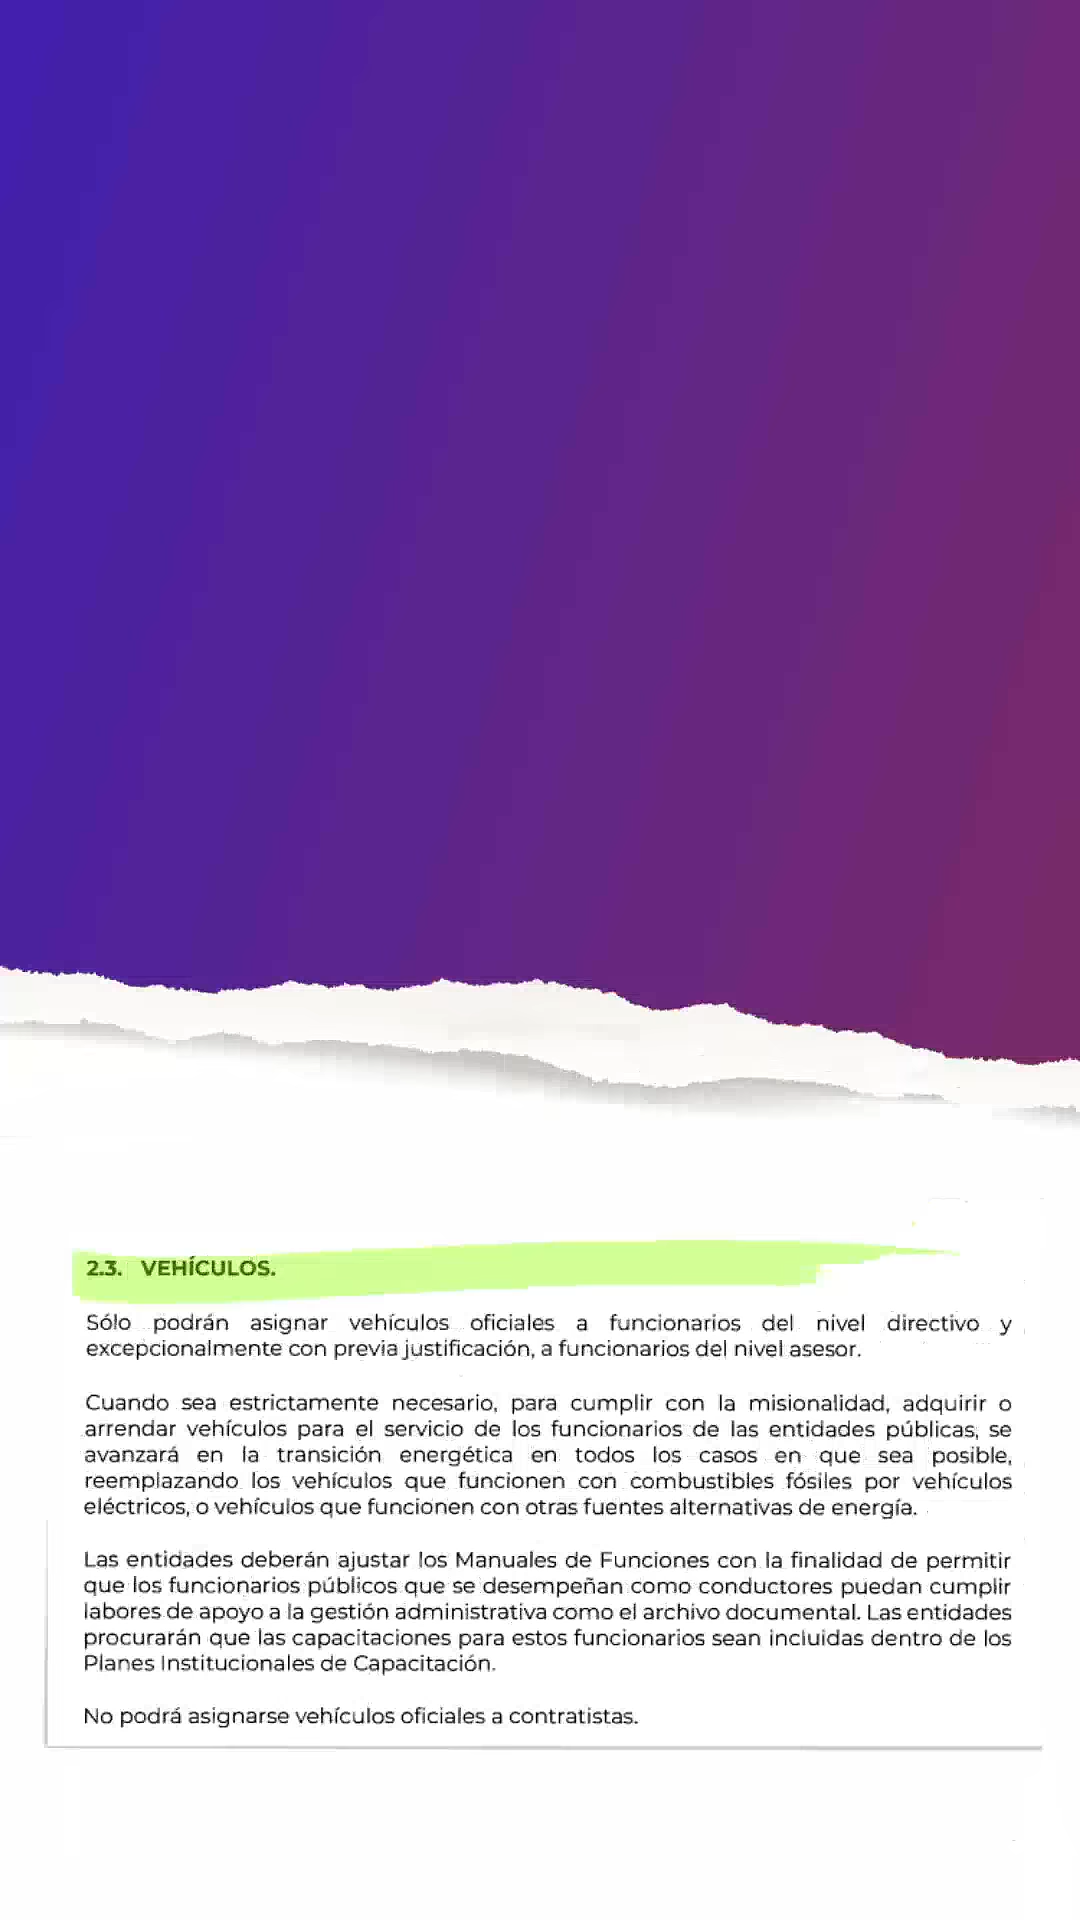 2.3. VEHÍCULOS.
Sólo podrán asignar vehículos oficiales a funcionarios del nivel directivo y
excepcionalmente con previa justificación, a funcionarios del nivel asesor.
Cuando sea estrictamente necesario, para cumplir con la misionalidad, adquirir o
arrendar vehículos para el servicio de los funcionarios de las entidades públicas, se
avanzará en la transición energética en todos los casos en que sea posible,
reemplazando los vehículos que funcionen con combustibles fósiles por vehículos
eléctricos, o vehículos que funcionen con otras fuentes alternativas de energía.
Las entidades deberán ajustar los Manuales de Funciones con la finalidad de permitir
que los funcionarios públicos que se desempeñan como conductores puedan cumplir
labores de apoyo a la gestión administrativa como el archivo documental. Las entidades
procurarán que las capacitaciones para estos funcionarios sean incluidas dentro de los
Planes Institucionales de Capacitación.
No podrá asignarse vehículos oficiales a contratistas.